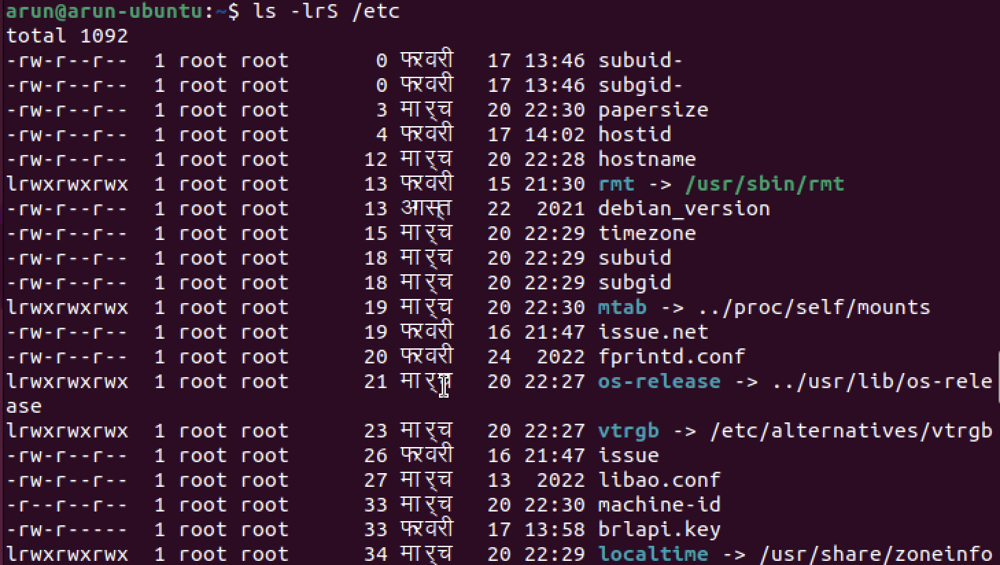 arun@arun-ubuntu:~$ ls -lrS /etc
total 1092
-rw-r--r-- 1 root root 0 फरवरी 17 13:46 subuid-
-rw-r--r-- 1 root root 0 फरवरी 17 13:46 subgid-
-rw-r--r-- 1 root root 3 मार्च 20 22:30 papersize
-rw-r--r-- 1 root root 4 फरवरी 17 14:02 hostid
-rw-r--r-- 1 root root 12 मार्च 20 22:28 hostname
lrwxrwxrwx 1 root root 13 फरवरी 15 21:30 rmt -> /usr/sbin/rmt
-rw-r--r-- 1 root root 13 22 2021 debian_version
-rw-r--r-- 1 root root 15 मार्च 20 22:29 timezone
-rw-r--r-- 1 root root 18 मार्च 20 22:29 subuid
-rw-r--r-- 1 root root 18 मार्च 20 22:29 subgid
lrwxrwxrwx 1 root root 19 मार्च 20 22:30 mtab -> ../proc/self/mounts
-rw-r--r-- 1 root root 19 फरवरी 16 21:47 issue.net
-rw-r--r-- 1 root root 20 फरवरी 24 2022 fprintd.conf
lrwxrwxrwx 1 root root 21 मार्च 20 22:27 os-release -> ../usr/lib/os-rele
ase
lrwxrwxrwx 1 root root 23 मार्च 20 22:27 vtrgb -> /etc/alternatives/vtrgb
-rw-r--r-- 1 root root 26 फरवरी 16 21:47 issue
-rw-r--r-- 1 root root 27 मार्च 13 2022 libao.conf
-r--r--r-- 1 root root 33 मार्च 20 22:30 machine-id
-rw-r----- 1 root root 33 फरवरी 17 13:58 brlapi.key
lrwxrwxrwx 1 root root 34 मार्च 20 22:29 localtime -> /usr/share/zoneinfo